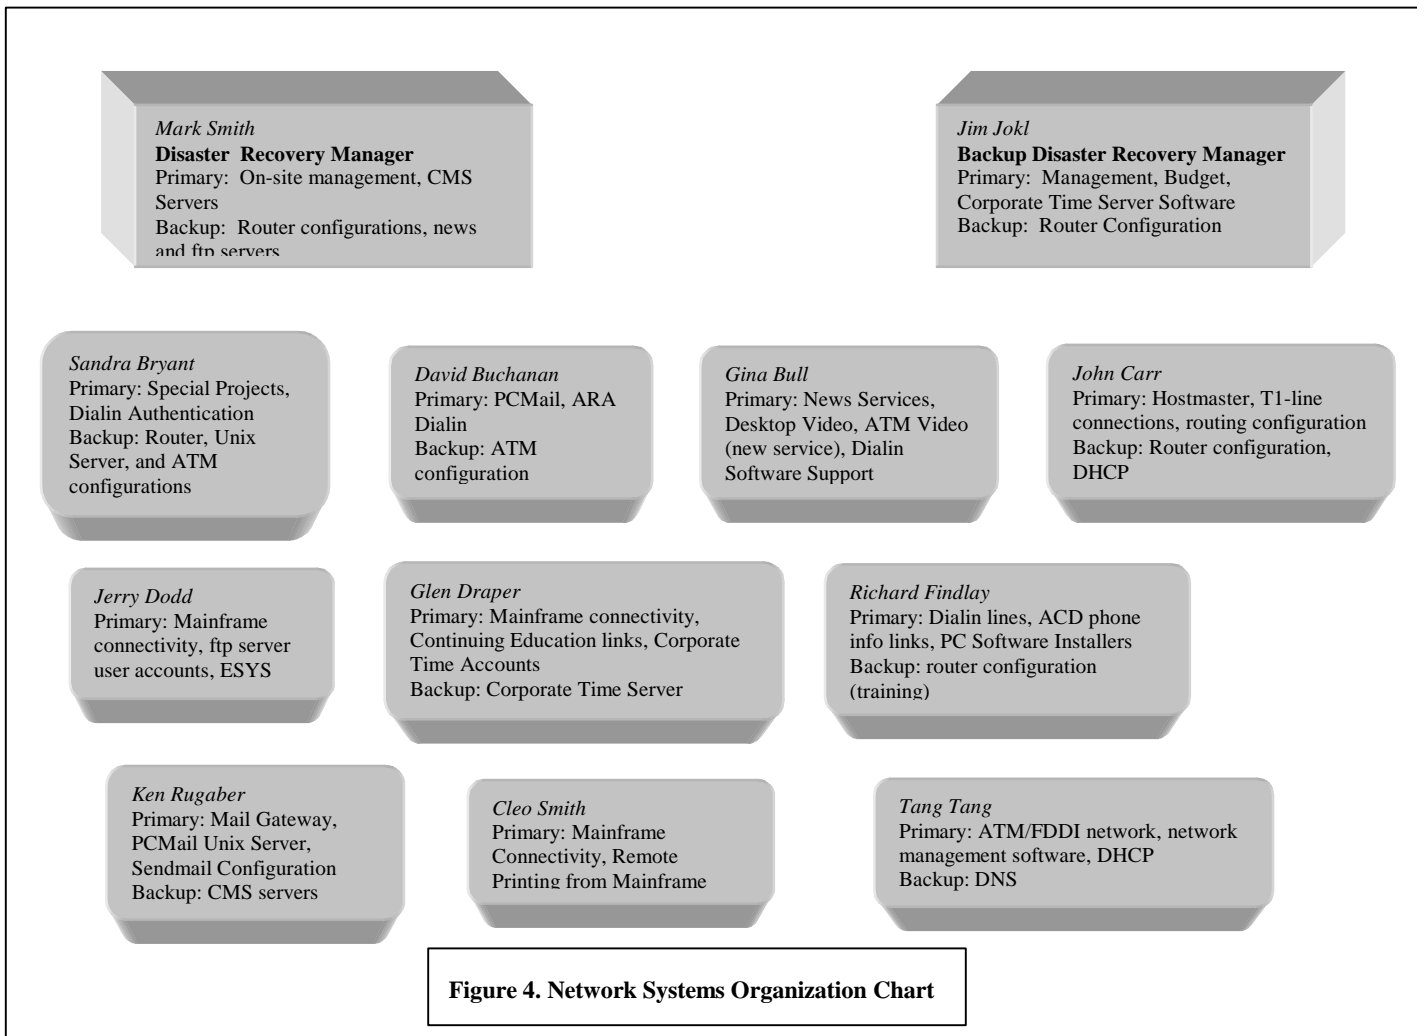 Mark Smith
Disaster Recovery Manager
Primary: On-site management, CMS
Servers
Backup: Router configurations, news
and ftp servers
Jim Jokl
Backup Disaster Recovery Manager
Primary: Management, Budget,
Corporate Time Server Software
Backup: Router Configuration
Sandra Bryant
Primary: Special Projects,
Dialin Authentication
Backup: Router, Unix
Server, and ATM
configurations
David Buchanan
Primary: PCMail, ARA
Dialin
Backup: ATM
configuration
Gina Bull
Primary: News Services,
Desktop Video, ATM Video
(new service), Dialin
Software Support
John Carr
Primary: Hostmaster, T1-line
connections, routing configuration
Backup: Router configuration,
DHCP
Jerry Dodd
Primary: Mainframe
connectivity, ftp server
user accounts, ESYS
Glen Draper
Primary: Mainframe connectivity,
Continuing Education links, Corporate
Time Accounts
Backup: Corporate Time Server
Richard Findlay
Primary: Dialin lines, ACD phone
info links, PC Software Installers
Backup: router configuration
(training)
Ken Rugaber
Primary: Mail Gateway,
PCMail Unix Server,
Sendmail Configuration
Backup: CMS servers
Cleo Smith
Primary: Mainframe
Connectivity, Remote
Printing from Mainframe
Tang Tang
Primary: ATM/FDDI network, network
management software, DHCP
Backup: DNS
Figure 4. Network Systems Organization Chart